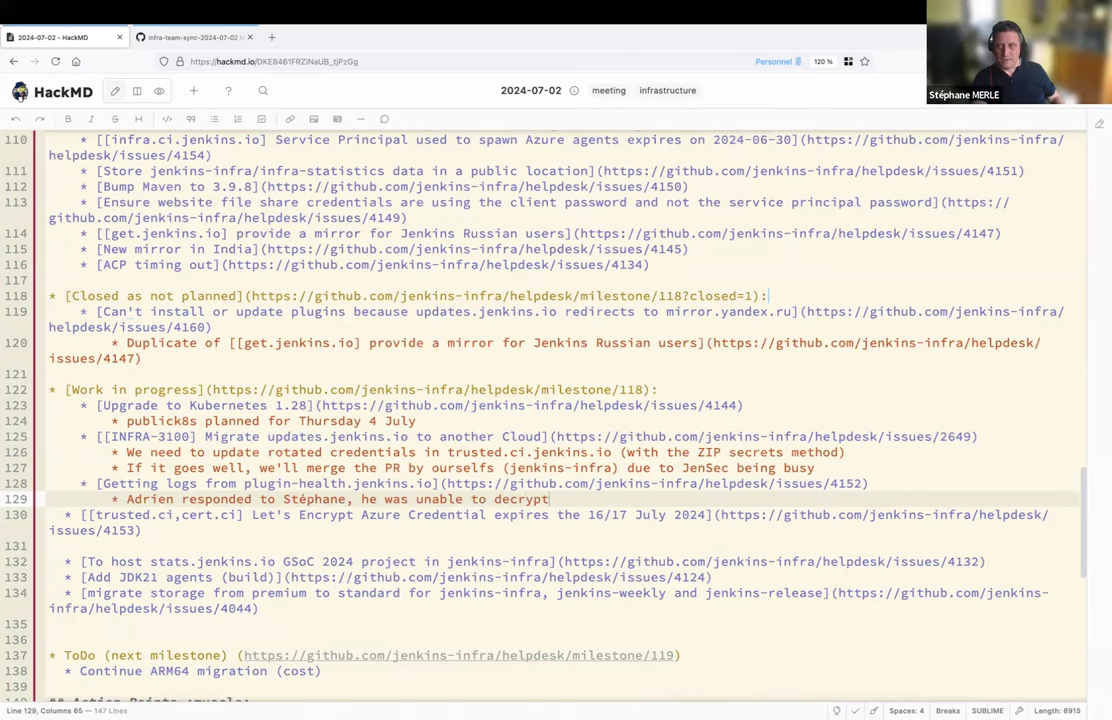 2024-07-02 - HackMD
infra-team-sync-2024-07-02 t
https://hackmd.io/DKE8461FRZiNaUB_tjPzGg
Personnel
120 %
Stéphane MERLE
HackMD
2024-07-02
meeting
infrastructure
110 * [[infra.ci.jenkins.io] Service Principal used to spawn Azure agents expires on 2024-06-30](https://github.com/jenkins-infra/
helpdesk/issues/4154)
111 * [Store jenkins-infra/infra-statistics data in a public location](https://github.com/jenkins-infra/helpdesk/issues/4151)
112 * [Bump Maven to 3.9.8](https://github.com/jenkins-infra/helpdesk/issues/4150)
113 * [Ensure website file share credentials are using the client password and not the service principal password](https://
github.com/jenkins-infra/helpdesk/issues/4149)
114 * [[get.jenkins.io] provide a mirror for Jenkins Russian users](https://github.com/jenkins-infra/helpdesk/issues/4147)
115 * [New mirror in India](https://github.com/jenkins-infra/helpdesk/issues/4145)
116 * [ACP timing out](https://github.com/jenkins-infra/helpdesk/issues/4134)
117
118 * [Closed as not planned](https://github.com/jenkins-infra/helpdesk/milestone/118?closed=1):
119 * [Can't install or update plugins because updates.jenkins.io redirects to mirror.yandex.ru](https://github.com/jenkins-infra/
helpdesk/issues/4160)
120 * Duplicate of [[get.jenkins.io] provide a mirror for Jenkins Russian users](https://github.com/jenkins-infra/helpdesk/
issues/4147)
121
122 * [Work in progress](https://github.com/jenkins-infra/helpdesk/milestone/118):
123 * [Upgrade to Kubernetes 1.28](https://github.com/jenkins-infra/helpdesk/issues/4144)
124 * publick8s planned for Thursday 4 July
125 * [[INFRA-3100] Migrate updates.jenkins.io to another Cloud](https://github.com/jenkins-infra/helpdesk/issues/2649)
126 * We need to update rotated credentials in trusted.ci.jenkins.io (with the ZIP secrets method)
127 * If it goes well, we'll merge the PR by ourselfs (jenkins-infra) due to JenSec being busy
128 * [Getting logs from plugin-health.jenkins.io](https://github.com/jenkins-infra/helpdesk/issues/4152)
129 * Adrien responded to Stéphane, he was unable to decrypt
130 * [[trusted.ci,cert.ci] Let's Encrypt Azure Credential expires the 16/17 July 2024](https://github.com/jenkins-infra/helpdesk/
issues/4153)
131
132 * [To host stats.jenkins.io GSoC 2024 project in jenkins-infra](https://github.com/jenkins-infra/helpdesk/issues/4132)
133 * [Add JDK21 agents (build)](https://github.com/jenkins-infra/helpdesk/issues/4124)
134 * [migrate storage from premium to standard for jenkins-infra, jenkins-weekly and jenkins-release](https://github.com/jenkins-
infra/helpdesk/issues/4044)
135
136
137 * ToDo (next milestone) (https://github.com/jenkins-infra/helpdesk/milestone/119)
138 * Continue ARM64 migration (cost)
139
Line 129, Columns 65 — 147 Lines
Spaces: 4
Breaks
SUBLIME
Length: 8915